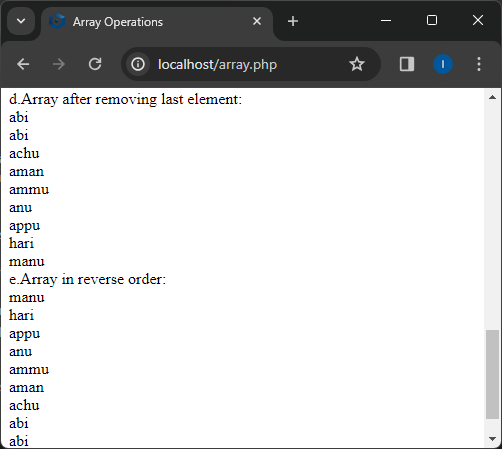 Array Operations
localhost/array.php
I
d.Array after removing last element:
abi
abi
achu
aman
ammu
anu
appu
hari
manu
e.Array in reverse order:
manu
hari
appu
anu
ammu
aman
achu
abi
abi